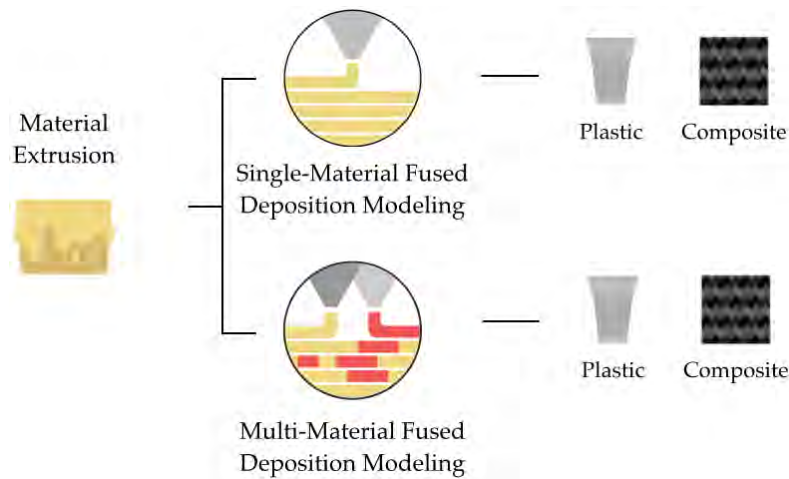 Material
Extrusion
Single-Material Fused
Deposition Modeling
Plastic
Composite
Multi-Material Fused
Deposition Modeling
Plastic
Composite